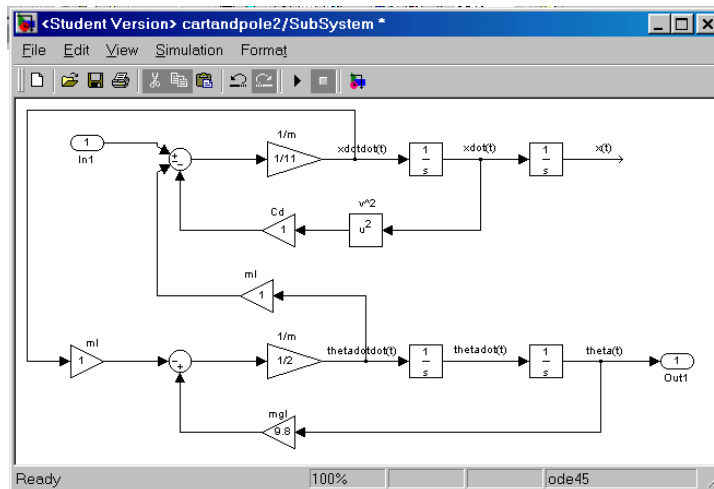 <Student Version> cartandpole2/SubSystem *
File Edit View Simulation Format
1
In1
+
−
−
1/m
1/11
xdotdot(t)
1
s
xdot(t)
1
s
x(t)
Cd
1
v^2
u²
ml
1
ml
1
−
+
1/m
1/2
thetadotdot(t)
1
s
thetadot(t)
1
s
theta(t)
1
Out1
mgl
9.8
Ready 100% ode45